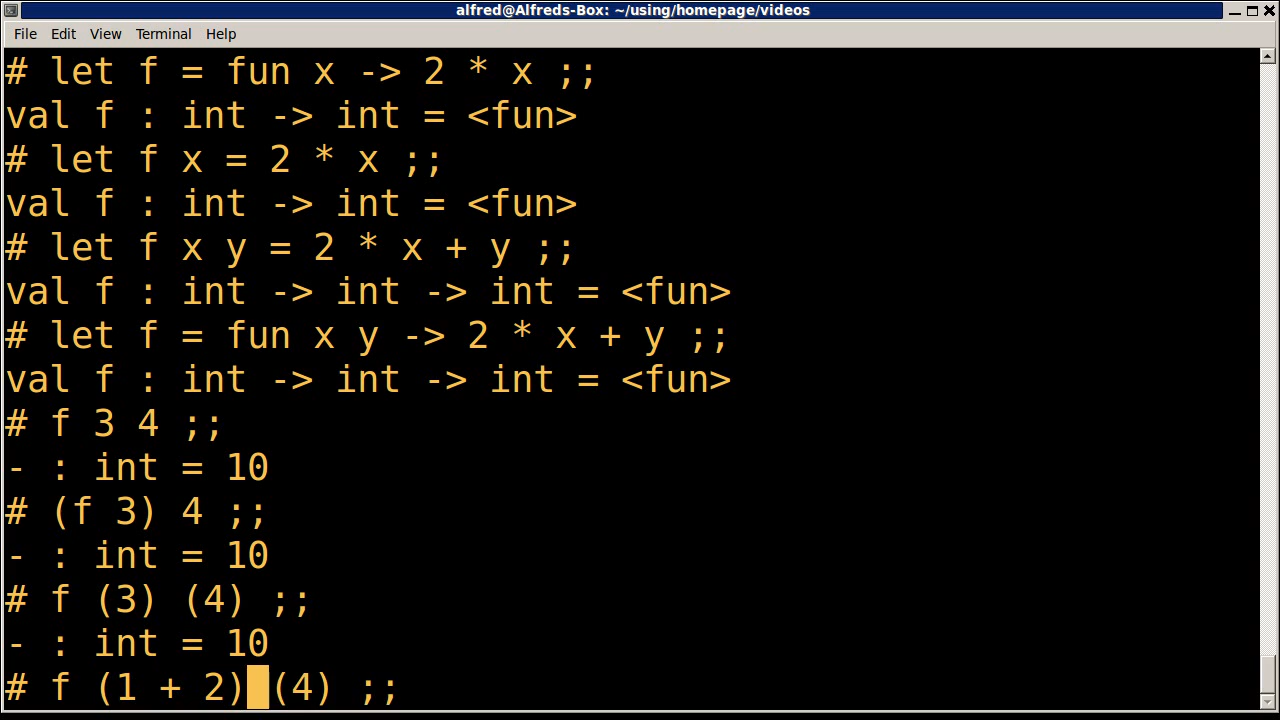 alfred@Alfreds-Box: ~/using/homepage/videos
File Edit View Terminal Help
# let f = fun x -> 2 * x ;;
val f : int -> int = <fun>
# let f x = 2 * x ;;
val f : int -> int = <fun>
# let f x y = 2 * x + y ;;
val f : int -> int -> int = <fun>
# let f = fun x y -> 2 * x + y ;;
val f : int -> int -> int = <fun>
# f 3 4 ;;
- : int = 10
# (f 3) 4 ;;
- : int = 10
# f (3) (4) ;;
- : int = 10
# f (1 + 2) (4) ;;